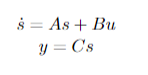 ṡ = As + Bu
y = Cs